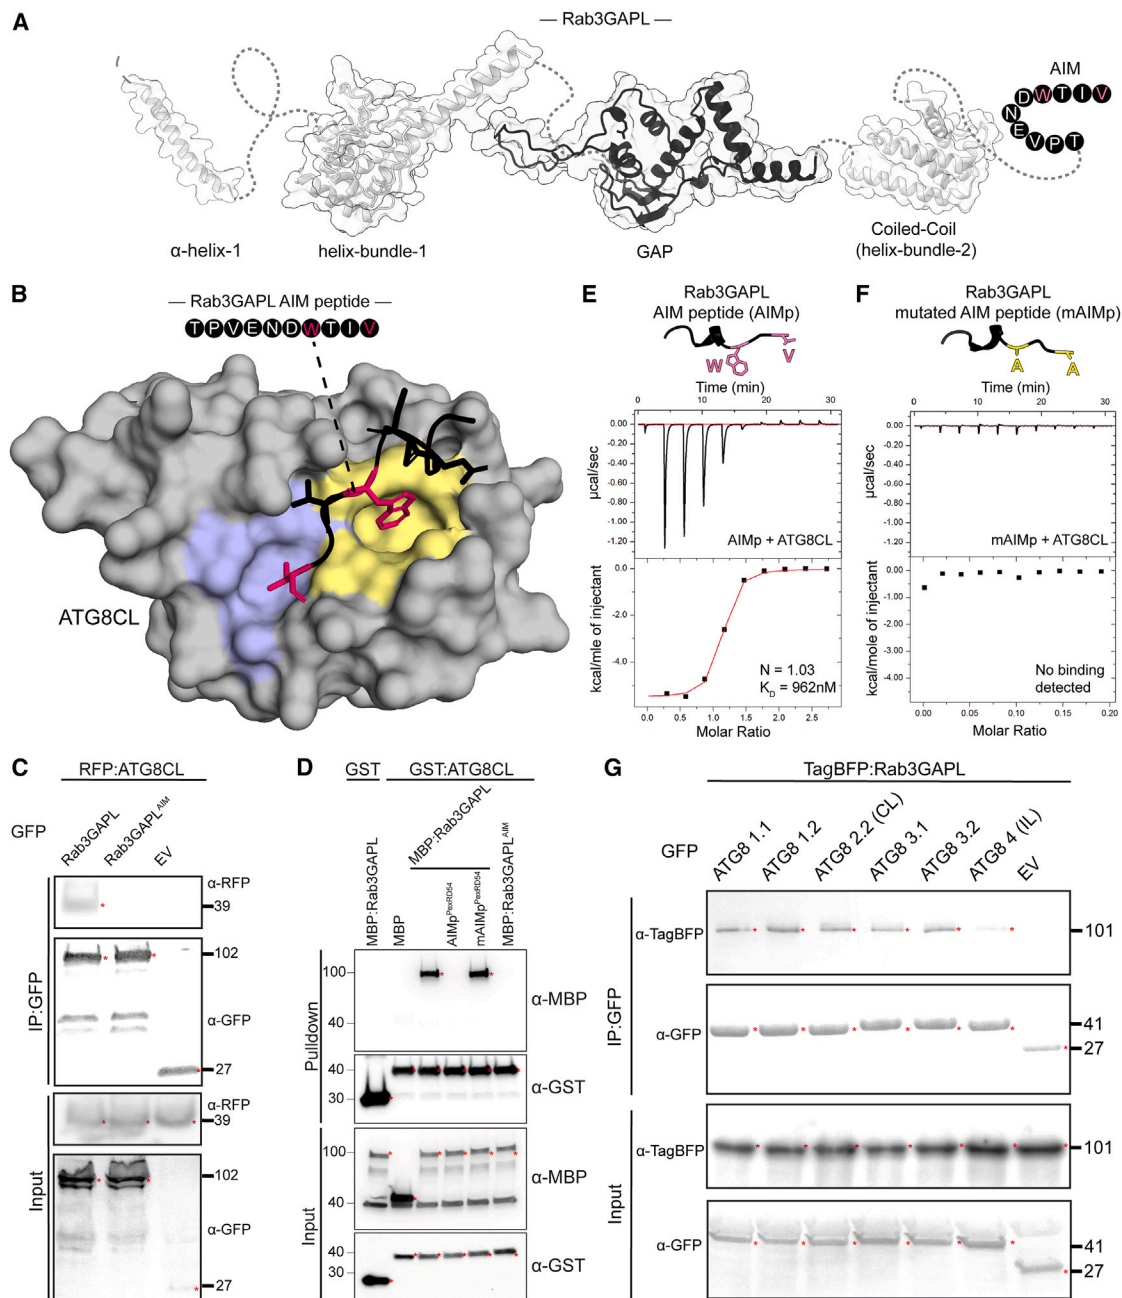 A
— Rab3GAPL —
AIM
N D W T I V
E V P T
α-helix-1
helix-bundle-1
GAP
Coiled-Coil
(helix-bundle-2)
B
— Rab3GAPL AIM peptide —
T P V E N D W T I V
ATG8CL
E
Rab3GAPL
AIM peptide (AIMp)
W
V
Time (min)
0 10 20 30
0.00
-0.20
-0.40
-0.60
-0.80
-1.00
-1.20
µcal/sec
AIMp + ATG8CL
0.0
-2.0
-4.0
kcal/mle of injectant
N = 1.03
KD = 962nM
0.0 0.5 1.0 1.5 2.0 2.5
Molar Ratio
F
Rab3GAPL
mutated AIM peptide (mAIMp)
A
A
Time (min)
0 10 20 30
0.00
-0.20
-0.40
-0.60
-0.80
-1.00
-1.20
µcal/sec
mAIMp + ATG8CL
0.00
-1.00
-2.00
-3.00
-4.00
kcal/mole of injectant
No binding
detected
0.00 0.05 0.10 0.15 0.20
Molar Ratio
C
RFP:ATG8CL
GFP
Rab3GAPL
Rab3GAPL AIM
EV
IP:GFP
α-RFP
39
102
α-GFP
27
Input
α-RFP
39
102
α-GFP
27
D
GST
GST:ATG8CL
MBP:Rab3GAPL
MBP:Rab3GAPL
MBP
AIMp PexRD54
mAIMp PexRD54
MBP:Rab3GAPL AIM
Pulldown
100
40
α-MBP
40
30
α-GST
Input
100
40
α-MBP
40
30
α-GST
G
TagBFP:Rab3GAPL
GFP
ATG8 1.1
ATG8 1.2
ATG8 2.2 (CL)
ATG8 3.1
ATG8 3.2
ATG8 4 (IL)
EV
IP:GFP
α-TagBFP
101
α-GFP
41
27
Input
α-TagBFP
101
α-GFP
41
27